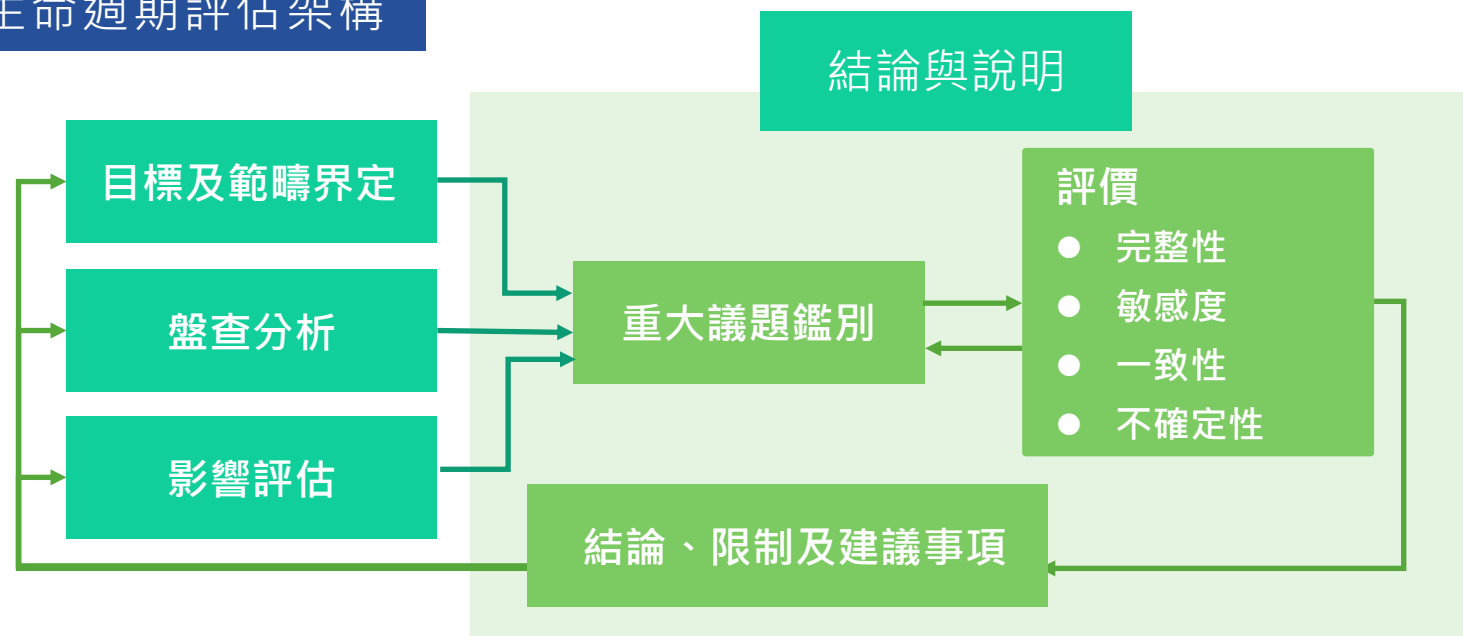 生命週期評估架構
結論與說明
目標及範疇界定
盤查分析
影響評估
重大議題鑑別
評價
● 完整性
● 敏感度
● 一致性
● 不確定性
結論、限制及建議事項